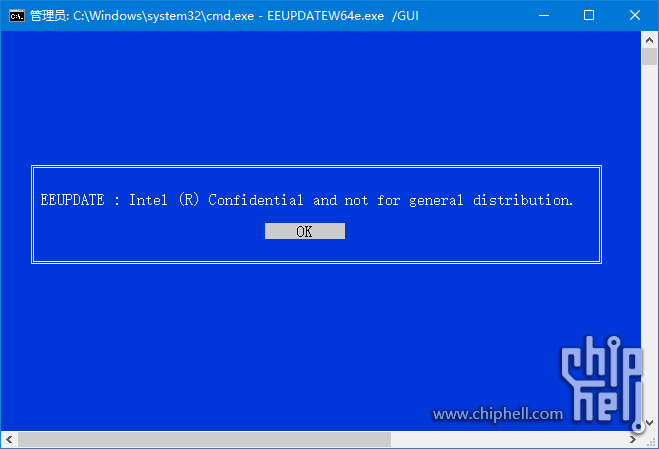 管理员: C:\Windows\system32\cmd.exe - EEUPDATEW64e.exe  /GUI
EEUPDATE : Intel (R) Confidential and not for general distribution.
OK
chip
hell
www.chiphell.com